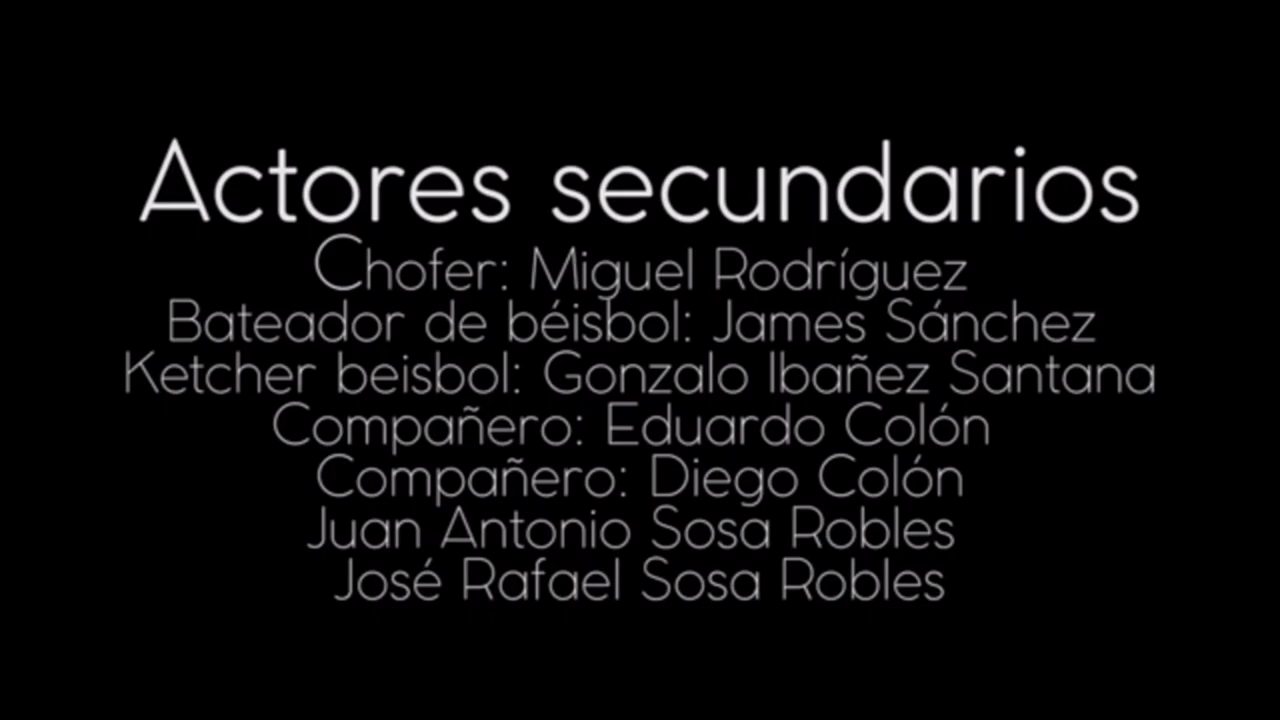 Actores secundarios
Chofer: Miguel Rodríguez
Bateador de béisbol: James Sánchez
Ketcher beisbol: Gonzalo Ibañez Santana
Compañero: Eduardo Colón
Compañero: Diego Colón
Juan Antonio Sosa Robles
José Rafael Sosa Robles